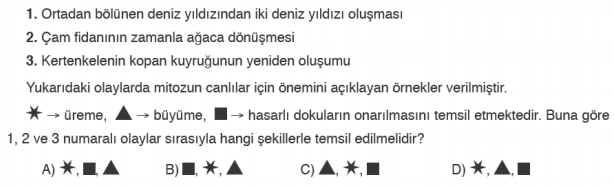 1. Ortadan bölünen deniz yıldızından iki deniz yıldızı oluşması
2. Çam fidanının zamanla ağaca dönüşmesi
3. Kertenkelenin kopan kuyruğunun yeniden oluşumu
Yukarıdaki olaylarda mitozun canlılar için önemini açıklayan örnekler verilmiştir.
✶ → üreme, ▲ → büyüme, ■ → hasarlı dokuların onarılmasını temsil etmektedir. Buna göre
1, 2 ve 3 numaralı olaylar sırasıyla hangi şekillerle temsil edilmelidir?
A) ✶, ■, ▲ B) ■, ✶, ▲ C) ▲, ✶, ■ D) ✶, ▲, ■